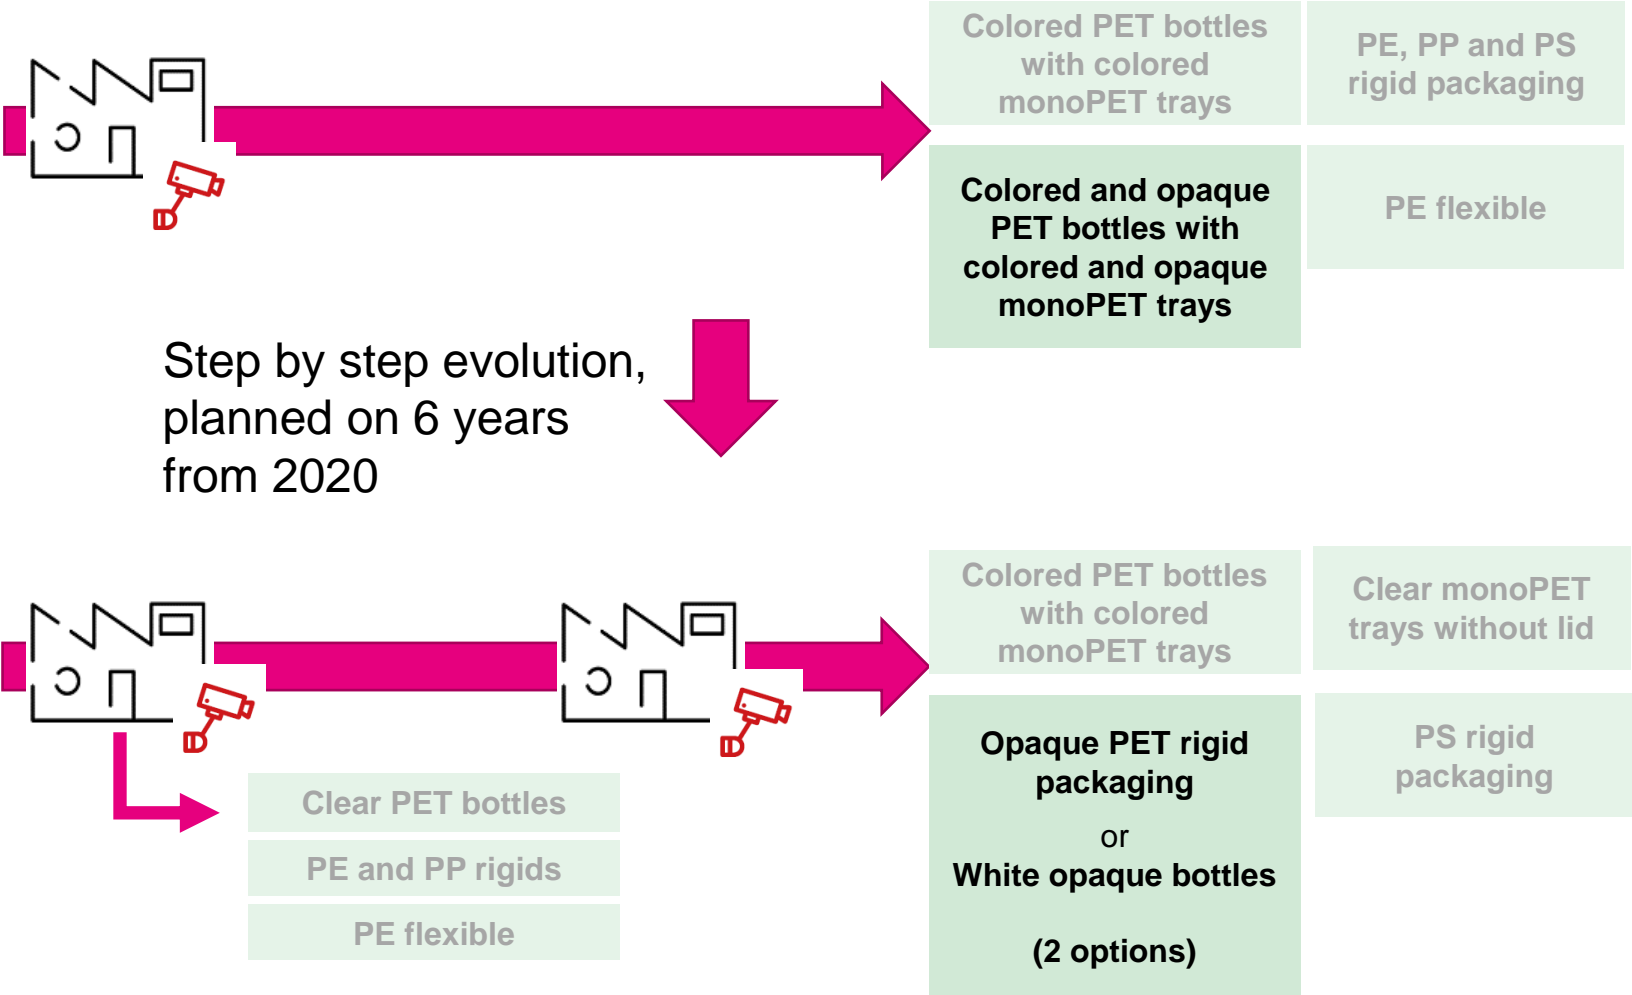 Colored PET bottles
with colored
monoPET trays
PE, PP and PS
rigid packaging
Colored and opaque
PET bottles with
colored and opaque
monoPET trays
PE flexible
Step by step evolution,
planned on 6 years
from 2020
Colored PET bottles
with colored
monoPET trays
Clear monoPET
trays without lid
Opaque PET rigid
packaging
or
White opaque bottles
(2 options)
PS rigid
packaging
Clear PET bottles
PE and PP rigids
PE flexible